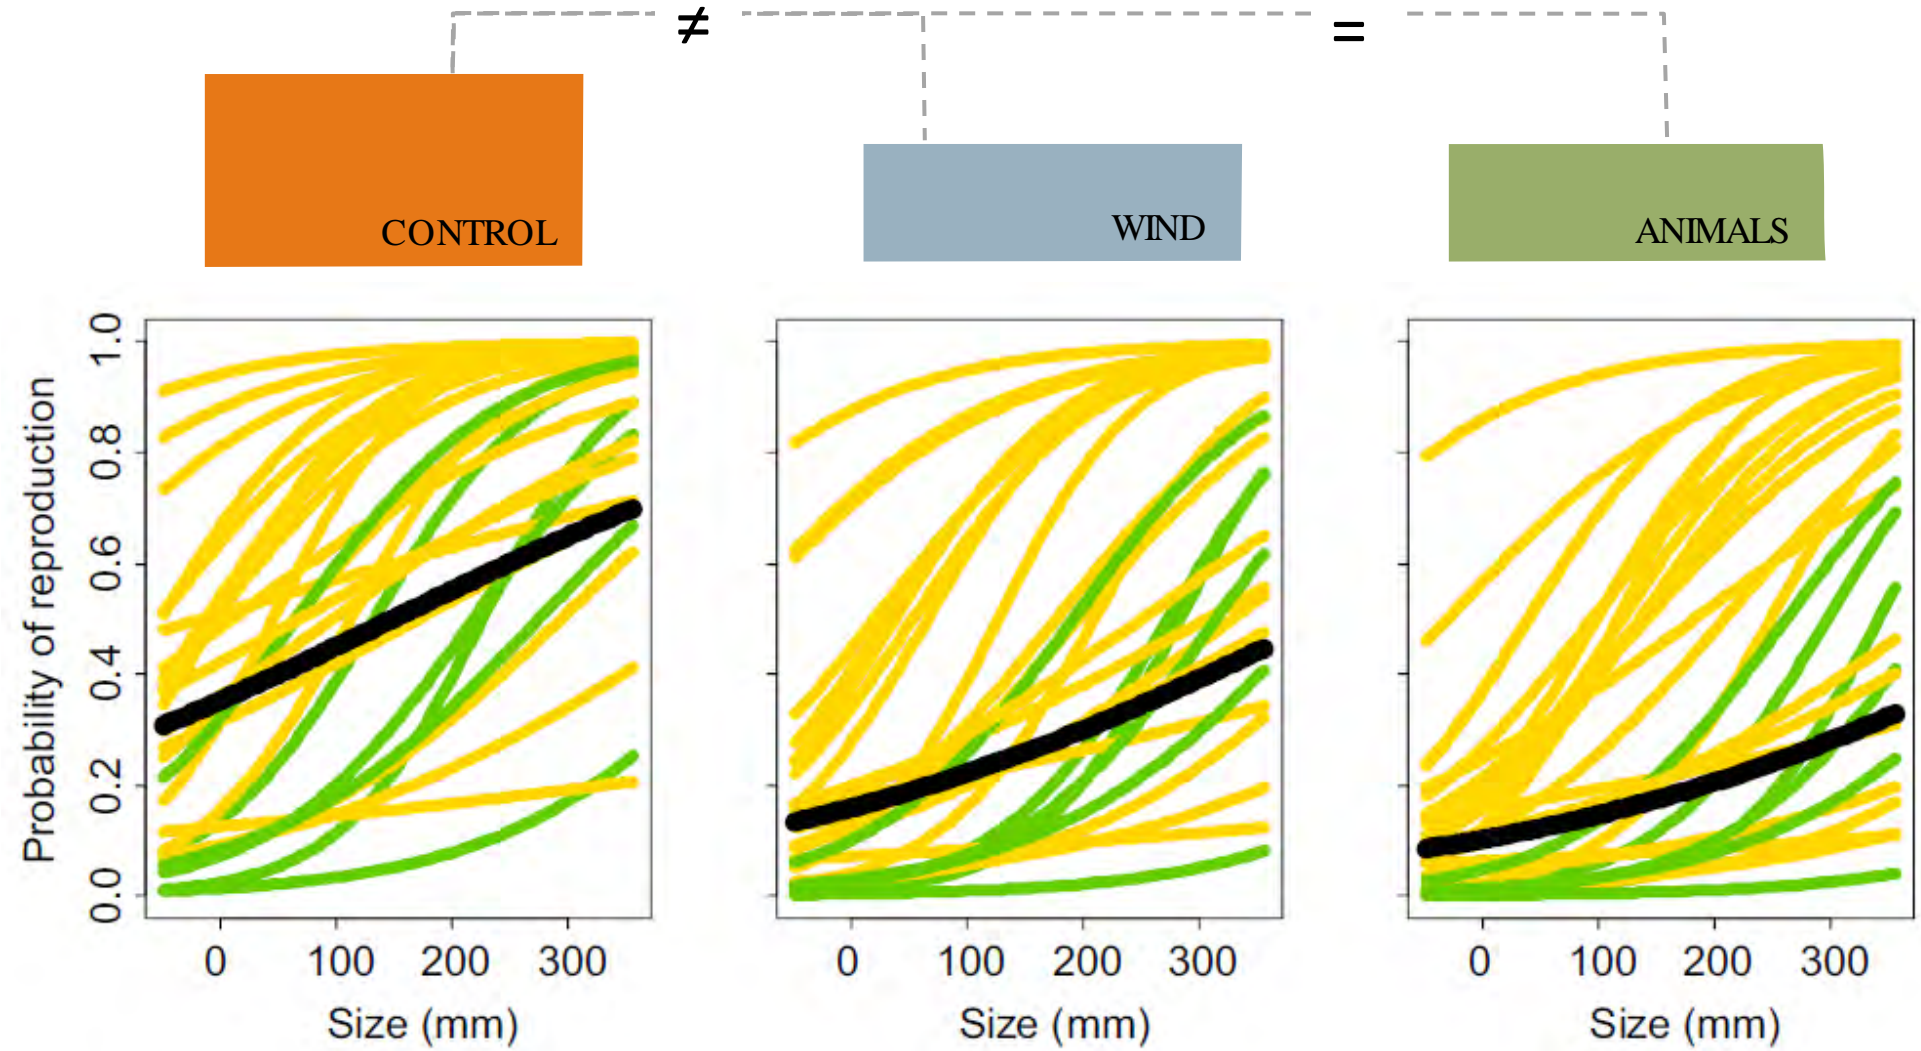 ≠ =
CONTROL
WIND
ANIMALS
Probability of reproduction
1.0
0.8
0.6
0.4
0.2
0.0
0 100 200 300
0 100 200 300
0 100 200 300
Size (mm)
Size (mm)
Size (mm)